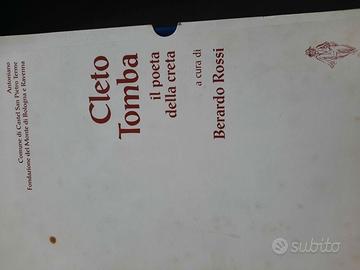 Antoniano
Comune di Castel San Pietro Terme
Fondazione del Monte di Bologna e Ravenna
Cleto
Tomba
il poeta
della creta
a cura di
Berardo Rossi
subito